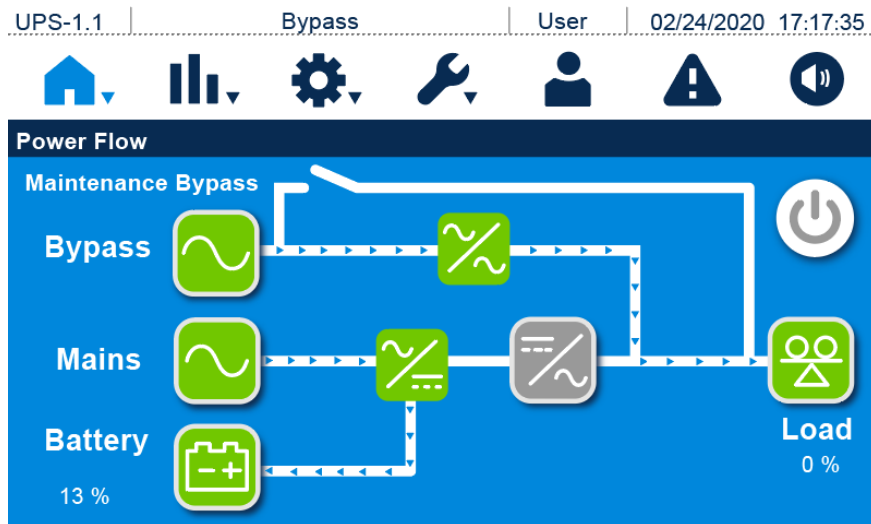 UPS-1.1 Bypass User 02/24/2020 17:17:35
Power Flow
Maintenance Bypass
Bypass
Mains
Battery
13 %
Load
0 %